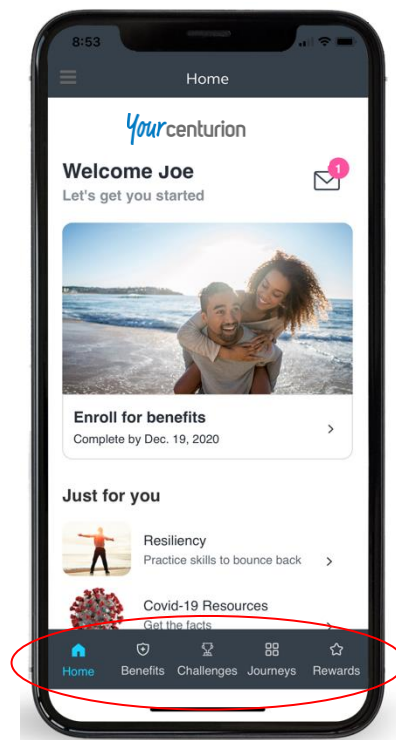 8:53
Home
Yourcenturion
Welcome Joe
1
Let's get you started
Enroll for benefits
Complete by Dec. 19, 2020
Just for you
Resiliency
Practice skills to bounce back
Covid-19 Resources
Get the facts
Home Benefits Challenges Journeys Rewards